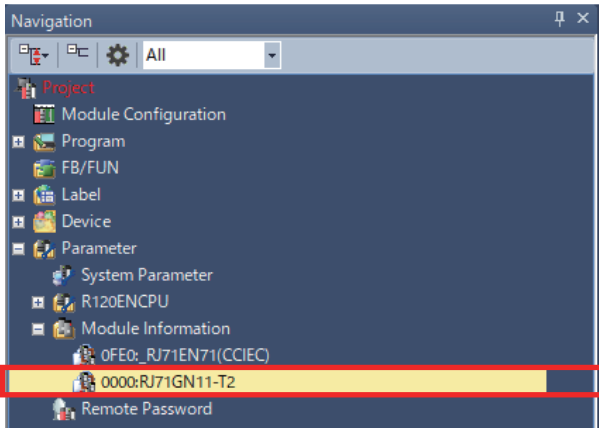 Navigation
All
Project
Module Configuration
Program
FB/FUN
Label
Device
Parameter
System Parameter
R120ENCPU
Module Information
0FE0:_RJ71EN71(CCIEC)
0000:RJ71GN11-T2
Remote Password